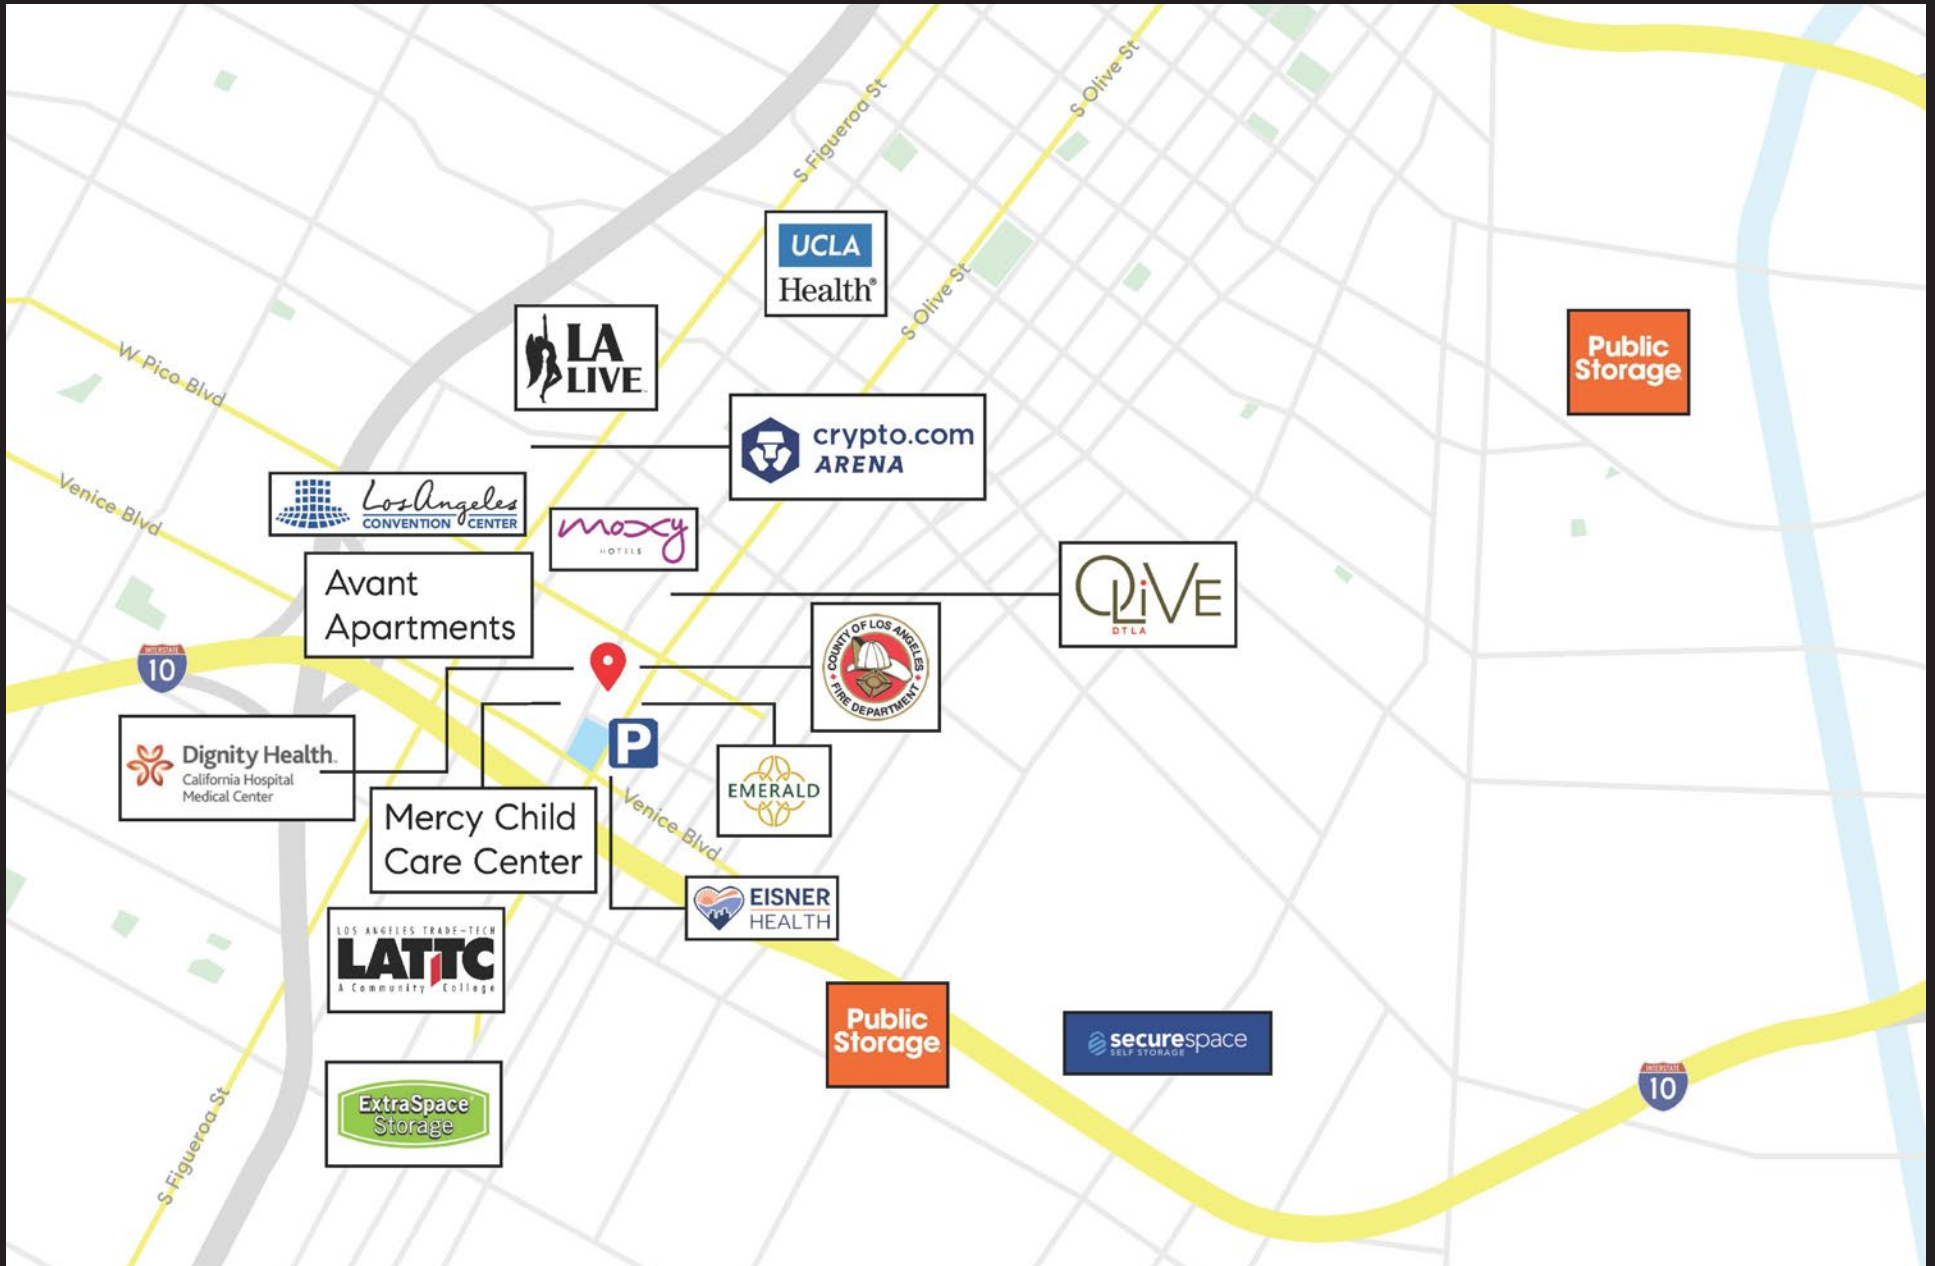 S Figueroa St
S Olive St
UCLA
Health®
S Olive St
LA
LIVE
Public
Storage
W Pico Blvd
crypto.com
ARENA
Venice Blvd
Los Angeles
CONVENTION CENTER
moxy
HOTELS
Avant
Apartments
OLiVE
DTLA
COUNTY OF LOS ANGELES
FIRE DEPARTMENT
INTERSTATE
10
Dignity Health
California Hospital
Medical Center
P
EMERALD
Mercy Child
Care Center
Venice Blvd
EISNER
HEALTH
LOS ANGELES TRADE-TECH
LATTC
A Community College
Public
Storage
securespace
SELF STORAGE
INTERSTATE
10
ExtraSpace
Storage
S Figueroa St